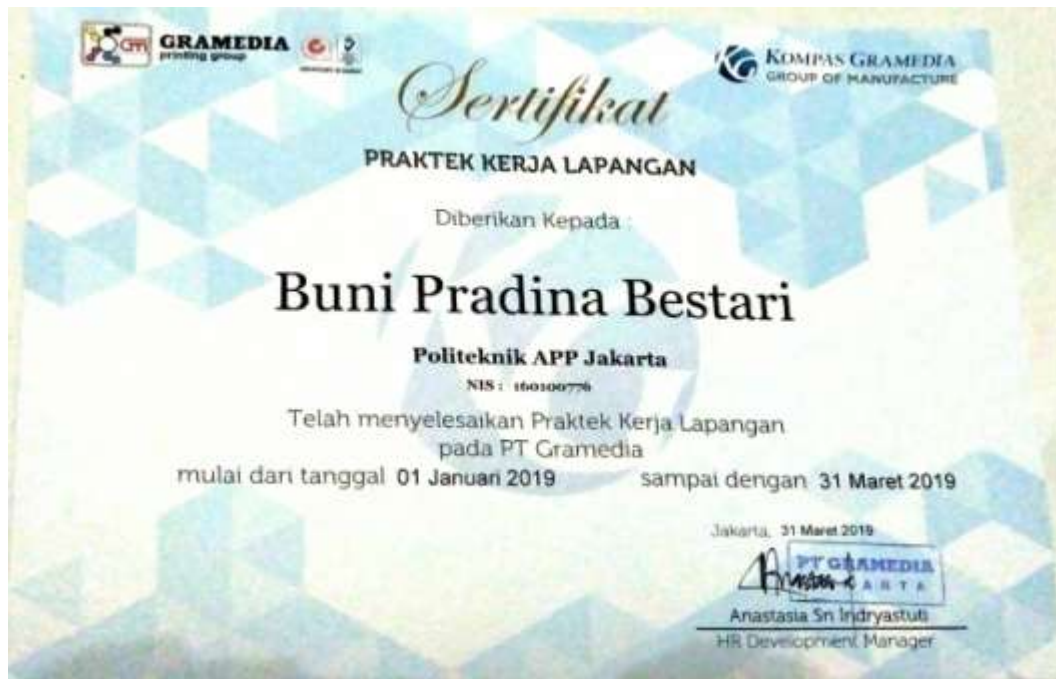 GRAMEDIA
printing group
KOMPAS GRAMEDIA
GROUP OF MANUFACTURE
Sertifikat
PRAKTEK KERJA LAPANGAN
Diberikan Kepada :
Buni Pradina Bestari
Politeknik APP Jakarta
NIS : 160100776
Telah menyelesaikan Praktek Kerja Lapangan
pada PT Gramedia
mulai dari tanggal 01 Januari 2019 sampai dengan 31 Maret 2019
Jakarta, 31 Maret 2019
PT GRAMEDIA
Anastasia Sri Indryastuti
HR Development Manager